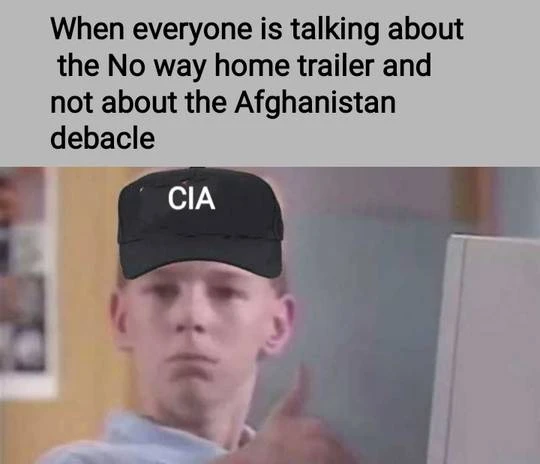 When everyone is talking about
the No way home trailer and
not about the Afghanistan
debacle
CIA